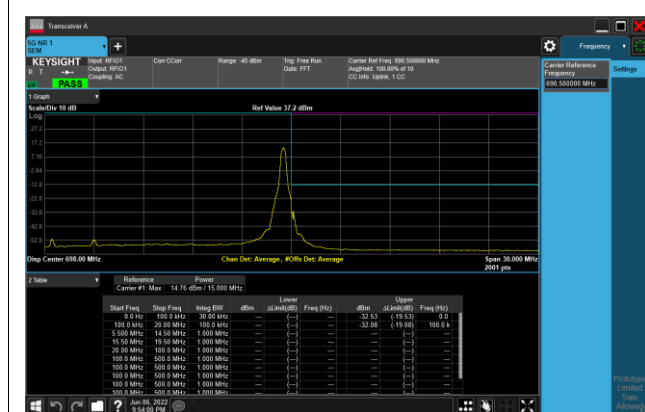 Transceiver A
5G NR 1
SEM
+
Frequency
KEYSIGHT Input: RFIO1 Corr CCorr Range: -45 dBm Trig: Free Run Carrier Ref Freq: 690.500000 MHz
R T Output: RFIO1 Gate: FFT Avg|Hold: 100.00% of 10
Coupling: AC CC Info: Uplink, 1 CC
PASS
Carrier Reference Frequency
690.500000 MHz
Settings
1 Graph
Scale/Div 10 dB Ref Value 37.2 dBm
Log
27.2
17.2
7.16
-2.84
-12.8
-22.8
-32.8
-42.8
-52.8
Disp Center 698.00 MHz Chan Det: Average , #Offs Det: Average Span 30.000 MHz
2001 pts
2 Table
Reference Power
Carrier #1 Max 14.76 dBm / 15.000 MHz
Lower Upper
Start Freq Stop Freq Integ BW dBm ΔLimit(dB) Freq (Hz) dBm ΔLimit(dB) Freq (Hz)
0.0 Hz 100.0 kHz 30.00 kHz --- (---) --- -32.53 (-19.53) 0.0
100.0 kHz 20.00 MHz 100.0 kHz --- (---) --- -32.08 (-19.08) 100.0 k
5.500 MHz 14.50 MHz 1.000 MHz --- (---) --- --- (---) ---
15.50 MHz 19.50 MHz 1.000 MHz --- (---) --- --- (---) ---
20.00 MHz 100.0 MHz 1.000 MHz --- (---) --- --- (---) ---
100.0 MHz 500.0 MHz 1.000 MHz --- (---) --- --- (---) ---
100.0 MHz 500.0 MHz 1.000 MHz --- (---) --- --- (---) ---
100.0 MHz 500.0 MHz 1.000 MHz --- (---) --- --- (---) ---
100.0 MHz 500.0 MHz 1.000 MHz --- (---) --- --- (---) ---
100.0 MHz 500.0 MHz 1.000 MHz --- (---) --- --- (---) ---
Jun 06, 2022
9:54:00 PM
?
Prototype
Limited
Sale
Allowed